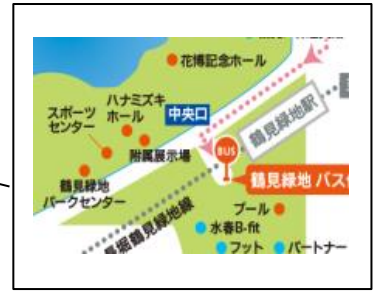 花博記念ホール
ハナミズキ
ホール
スポーツ
センター
中央口
附属展示場
鶴見緑地
パークセンター
BUS
鶴見緑地駅
鶴見緑地 バス
長堀鶴見緑地線
プール
水春B-fit
フット
パートナー